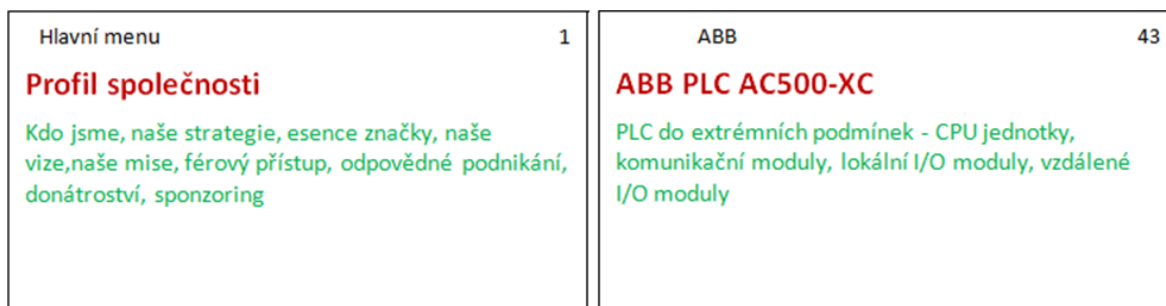 Hlavní menu 1
Profil společnosti
Kdo jsme, naše strategie, esence značky, naše
vize,naše mise, férový přístup, odpovědné podnikání,
donátroství, sponzoring
ABB 43
ABB PLC AC500-XC
PLC do extrémních podmínek - CPU jednotky,
komunikační moduly, lokální I/O moduly, vzdálené
I/O moduly